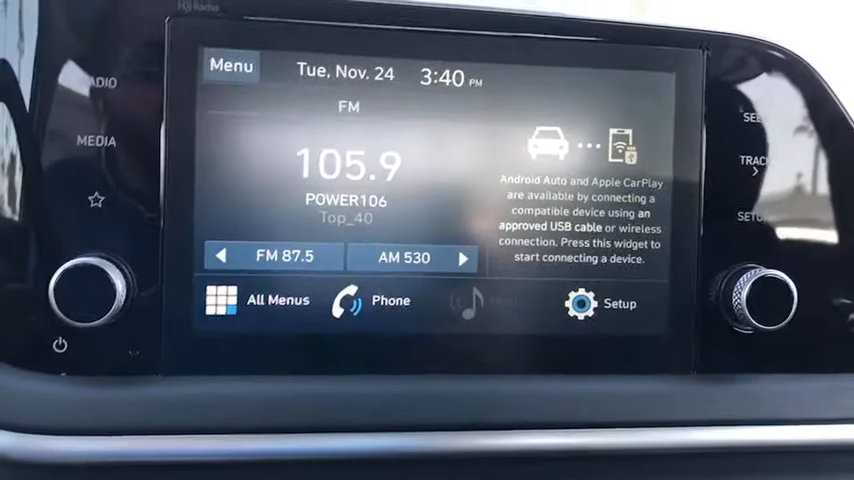 HD Radio
Menu
Tue, Nov. 24
3:40 PM
FM
105.9
POWER106
Top_40
Android Auto and Apple CarPlay
are available by connecting a
compatible device using an
approved USB cable or wireless
connection. Press this widget to
start connecting a device.
FM 87.5
AM 530
All Menus
Phone
Setup
RADIO
MEDIA
TRACK
SETUP